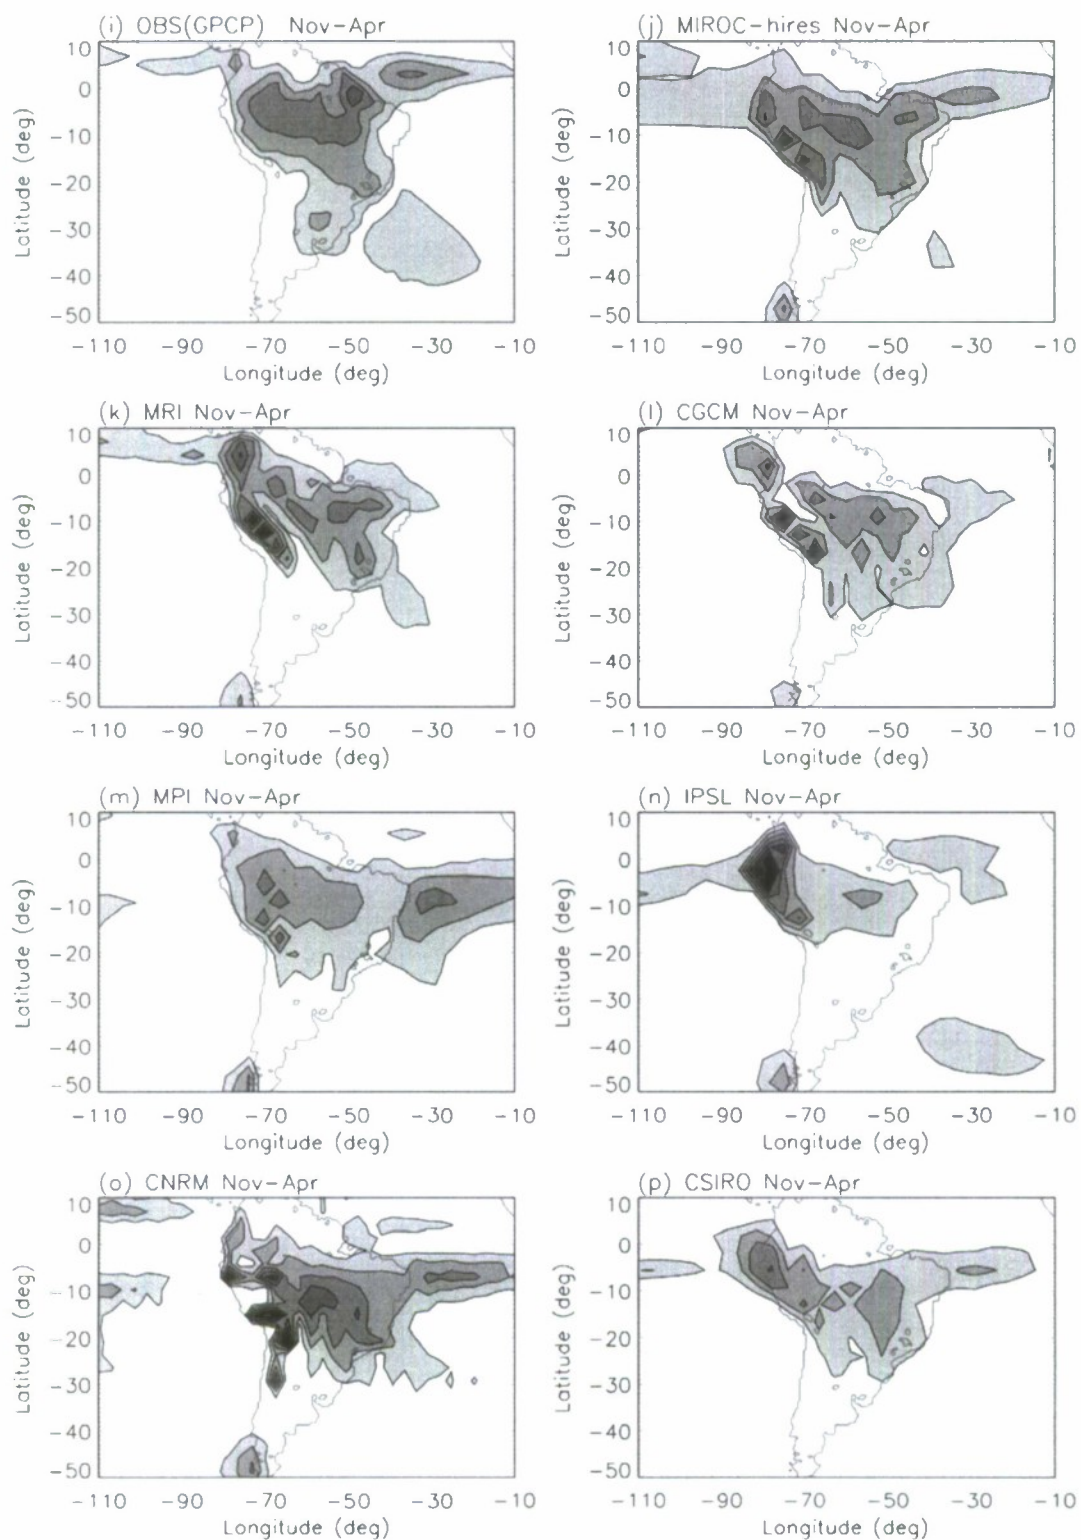 (i) OBS(GPCP) Nov-Apr
10
0
-10
-20
-30
-40
-50
Latitude (deg)
-110 -90 -70 -50 -30 -10
Longitude (deg)
(j) MIROC-hires Nov-Apr
10
0
-10
-20
-30
-40
-50
Latitude (deg)
-110 -90 -70 -50 -30 -10
Longitude (deg)
(k) MRI Nov-Apr
10
0
-10
-20
-30
-40
-50
Latitude (deg)
-110 -90 -70 -50 -30 -10
Longitude (deg)
(l) CGCM Nov-Apr
10
0
-10
-20
-30
-40
-50
Latitude (deg)
-110 -90 -70 -50 -30 -10
Longitude (deg)
(m) MPI Nov-Apr
10
0
-10
-20
-30
-40
-50
Latitude (deg)
-110 -90 -70 -50 -30 -10
Longitude (deg)
(n) IPSL Nov-Apr
10
0
-10
-20
-30
-40
-50
Latitude (deg)
-110 -90 -70 -50 -30 -10
Longitude (deg)
(o) CNRM Nov-Apr
10
0
-10
-20
-30
-40
-50
Latitude (deg)
-110 -90 -70 -50 -30 -10
Longitude (deg)
(p) CSIRO Nov-Apr
10
0
-10
-20
-30
-40
-50
Latitude (deg)
-110 -90 -70 -50 -30 -10
Longitude (deg)